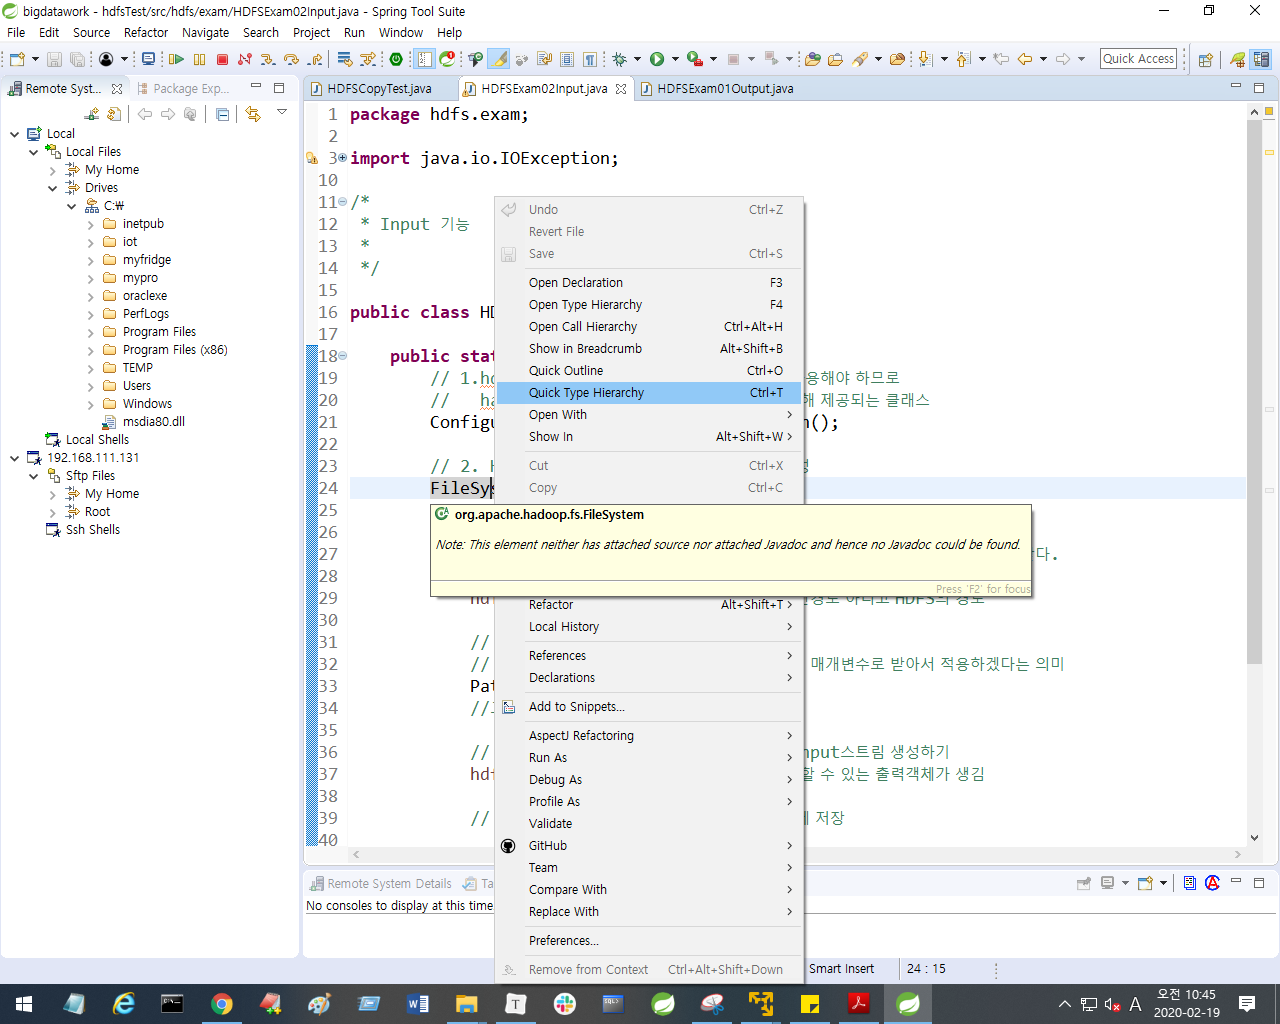 bigdatawork - hdfsTest/src/hdfs/exam/HDFSExam02Input.java - Spring Tool Suite
File Edit Source Refactor Navigate Search Project Run Window Help
Quick Access
Remote Syst...
Package Exp...
Local
Local Files
My Home
Drives
C:₩
inetpub
iot
myfridge
mypro
oraclexe
PerfLogs
Program Files
Program Files (x86)
TEMP
Users
Windows
msdia80.dll
Local Shells
192.168.111.131
Sftp Files
My Home
Root
Ssh Shells
HDFSCopyTest.java HDFSExam02Input.java HDFSExam01Output.java
1 package hdfs.exam;
2
3 import java.io.IOException;
10
11 /*
12 * Input 기능
13 *
14 */
15
16 public class HD
17
18 public stat
19 // 1.hd 용해야 하므로
20 // ha 해 제공되는 클래스
21 Configu n();
22
23 // 2. H 성
24 FileSys
25
26
27 다.
28
29 hd HDFS의 경로
30
31 //
32 // 매개변수로 받아서 적용하겠다는 의미
33 Pat
34 //
35
36 // nput스트림 생성하기
37 hdf 할 수 있는 출력객체가 생김
38
39 // 에 저장
40
Undo Ctrl+Z
Revert File
Save Ctrl+S
Open Declaration F3
Open Type Hierarchy F4
Open Call Hierarchy Ctrl+Alt+H
Show in Breadcrumb Alt+Shift+B
Quick Outline Ctrl+O
Quick Type Hierarchy Ctrl+T
Open With
Show In Alt+Shift+W
Cut Ctrl+X
Copy Ctrl+C
org.apache.hadoop.fs.FileSystem
Note: This element neither has attached source nor attached Javadoc and hence no Javadoc could be found.
Press 'F2' for focus
Refactor Alt+Shift+T
Local History
References
Declarations
Add to Snippets...
AspectJ Refactoring
Run As
Debug As
Profile As
Validate
GitHub
Team
Compare With
Replace With
Preferences...
Remove from Context Ctrl+Alt+Shift+Down
Remote System Details Ta
No consoles to display at this time
Smart Insert 24 : 15
A
오전 10:45
2020-02-19